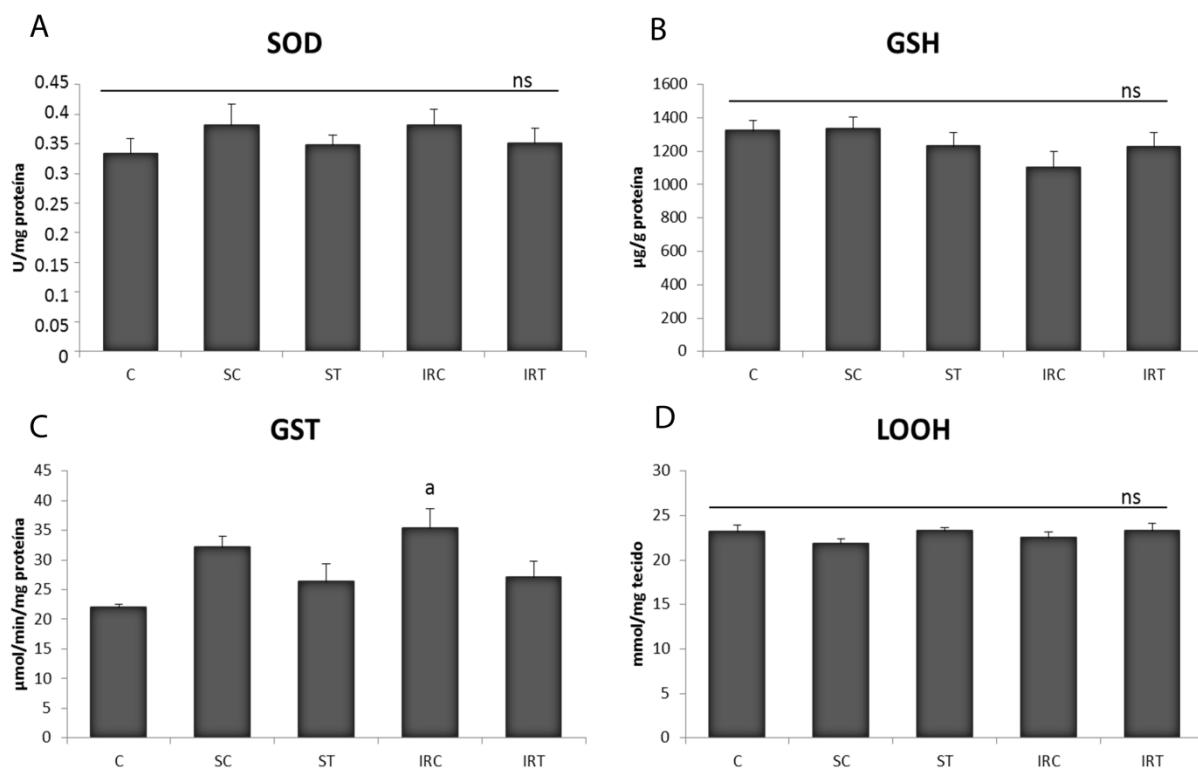 A
SOD
U/mg proteína
0.45
0.4
0.35
0.3
0.25
0.2
0.15
0.1
0.05
0
ns
C SC ST IRC IRT
B
GSH
µg/g proteína
1600
1400
1200
1000
800
600
400
200
0
ns
C SC ST IRC IRT
C
GST
µmol/min/mg proteína
45
40
35
30
25
20
15
10
5
0
a
C SC ST IRC IRT
D
LOOH
mmol/mg tecido
30
25
20
15
10
5
0
ns
C SC ST IRC IRT